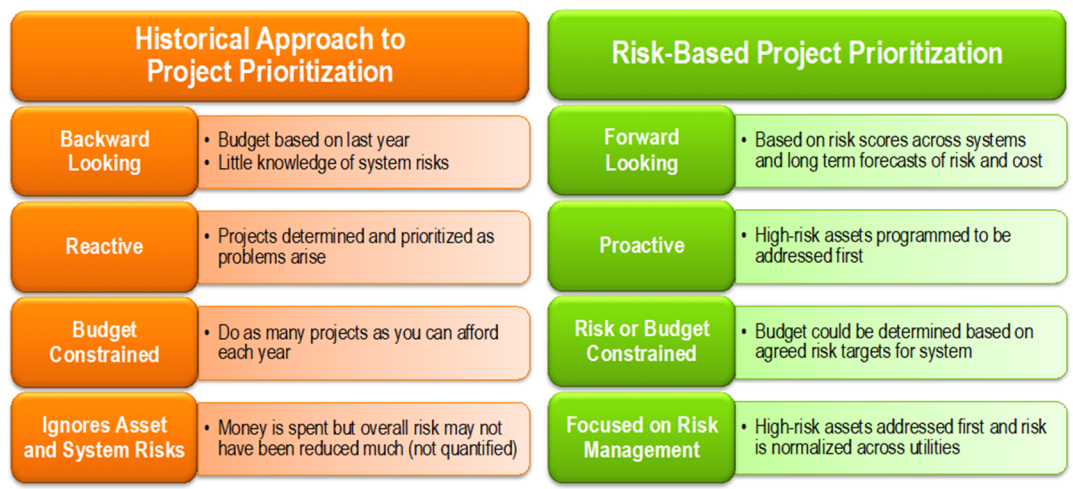 Historical Approach to
Project Prioritization
Backward
Looking
• Budget based on last year
• Little knowledge of system risks
Reactive
• Projects determined and prioritized as
problems arise
Budget
Constrained
• Do as many projects as you can afford
each year
Ignores Asset
and System Risks
• Money is spent but overall risk may not
have been reduced much (not quantified)
Risk-Based Project Prioritization
Forward
Looking
• Based on risk scores across systems
and long term forecasts of risk and cost
Proactive
• High-risk assets programmed to be
addressed first
Risk or Budget
Constrained
• Budget could be determined based on
agreed risk targets for system
Focused on Risk
Management
• High-risk assets addressed first and risk
is normalized across utilities